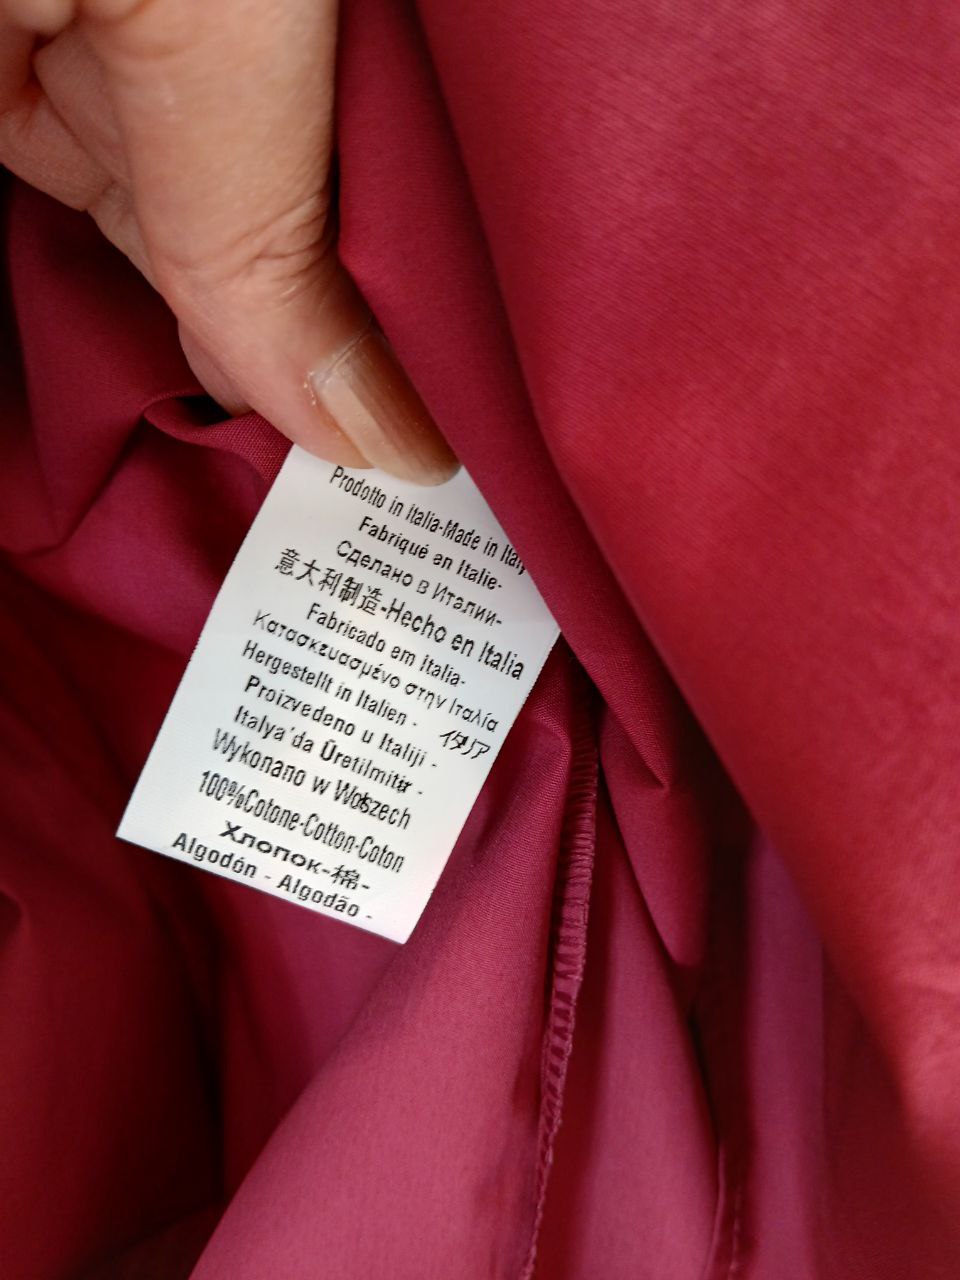 Prodotto in Italia-Made in Italy
Fabriqué en Italie-
Сделано в Италии-
意大利制造-Hecho en Italia
Fabricado em Italia-
Κατασκευασμένο στην Ιταλία
Hergestellt in Italien - イタリア
Proizvedeno u Italiji -
Italya'da Üretilmitir -
Wykonano w Włoszech
100%Cotone-Cotton-Coton
Хлопок-棉-
Algodón - Algodão -